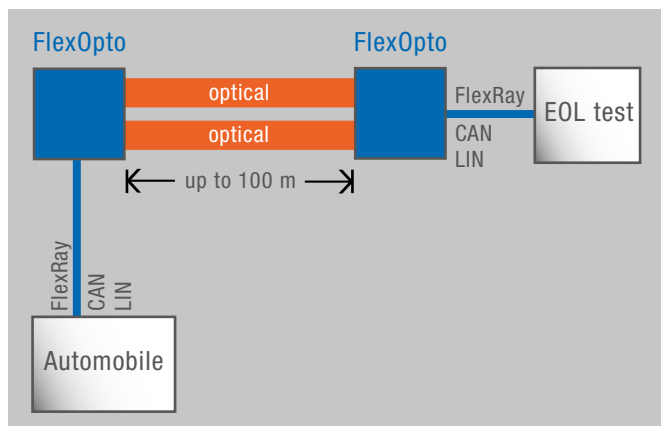 FlexOpto
FlexOpto
optical
optical
up to 100 m
FlexRay
CAN
LIN
EOL test
FlexRay
CAN
LIN
Automobile